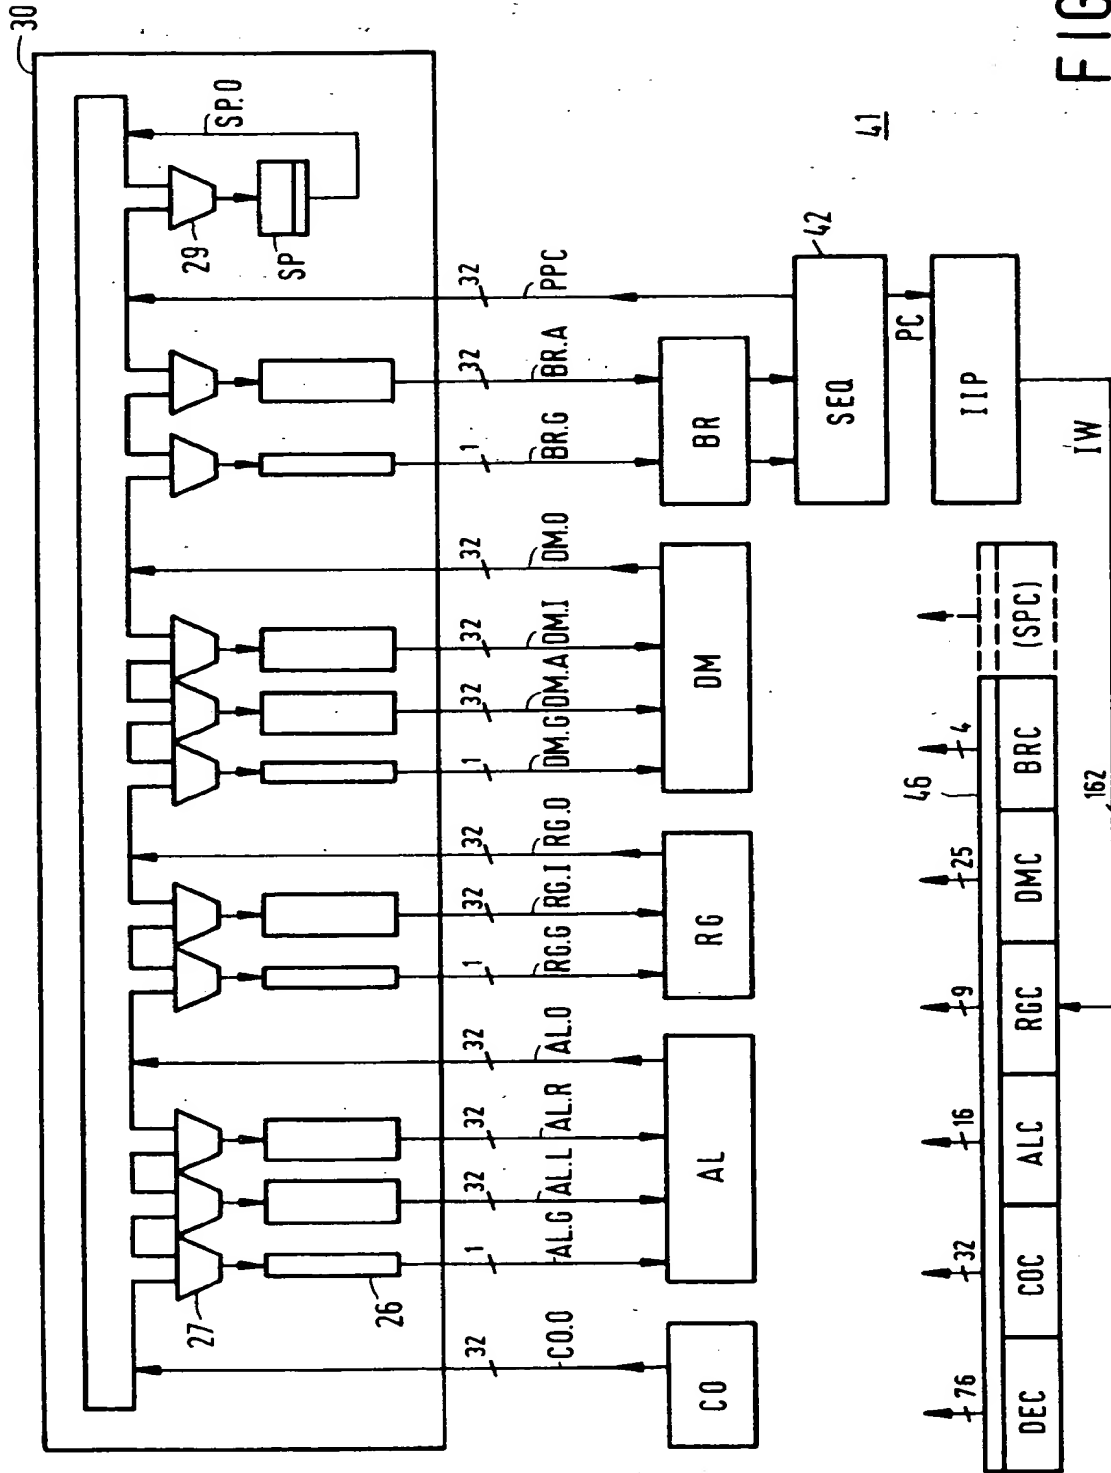 30
SP.O
29
SP
27
26
32
CO.O
1
AL.G
32
AL.L
32
AL.R
32
AL.O
1
RG.G
32
RG.I
32
RG.O
1
DM.G
32
DM.A
32
DM.I
32
DM.O
1
BR.G
32
BR.A
32
PPC
CO
AL
RG
DM
BR
SEQ
42
PC
IIP
IW
41
76
32
16
9
25
4
46
DEC
COC
ALC
RGC
DMC
BRC
(SPC)
162
FIG